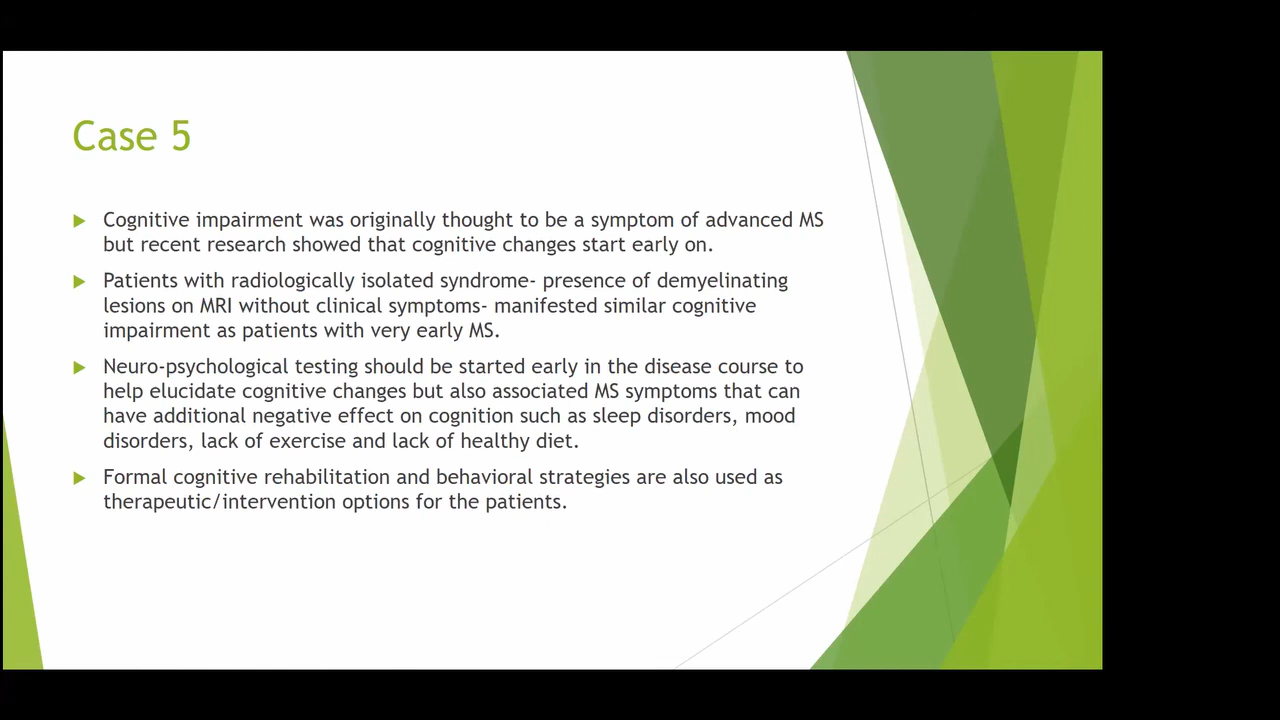 Case 5
Cognitive impairment was originally thought to be a symptom of advanced MS
but recent research showed that cognitive changes start early on.
Patients with radiologically isolated syndrome- presence of demyelinating
lesions on MRI without clinical symptoms- manifested similar cognitive
impairment as patients with very early MS.
Neuro-psychological testing should be started early in the disease course to
help elucidate cognitive changes but also associated MS symptoms that can
have additional negative effect on cognition such as sleep disorders, mood
disorders, lack of exercise and lack of healthy diet.
Formal cognitive rehabilitation and behavioral strategies are also used as
therapeutic/intervention options for the patients.